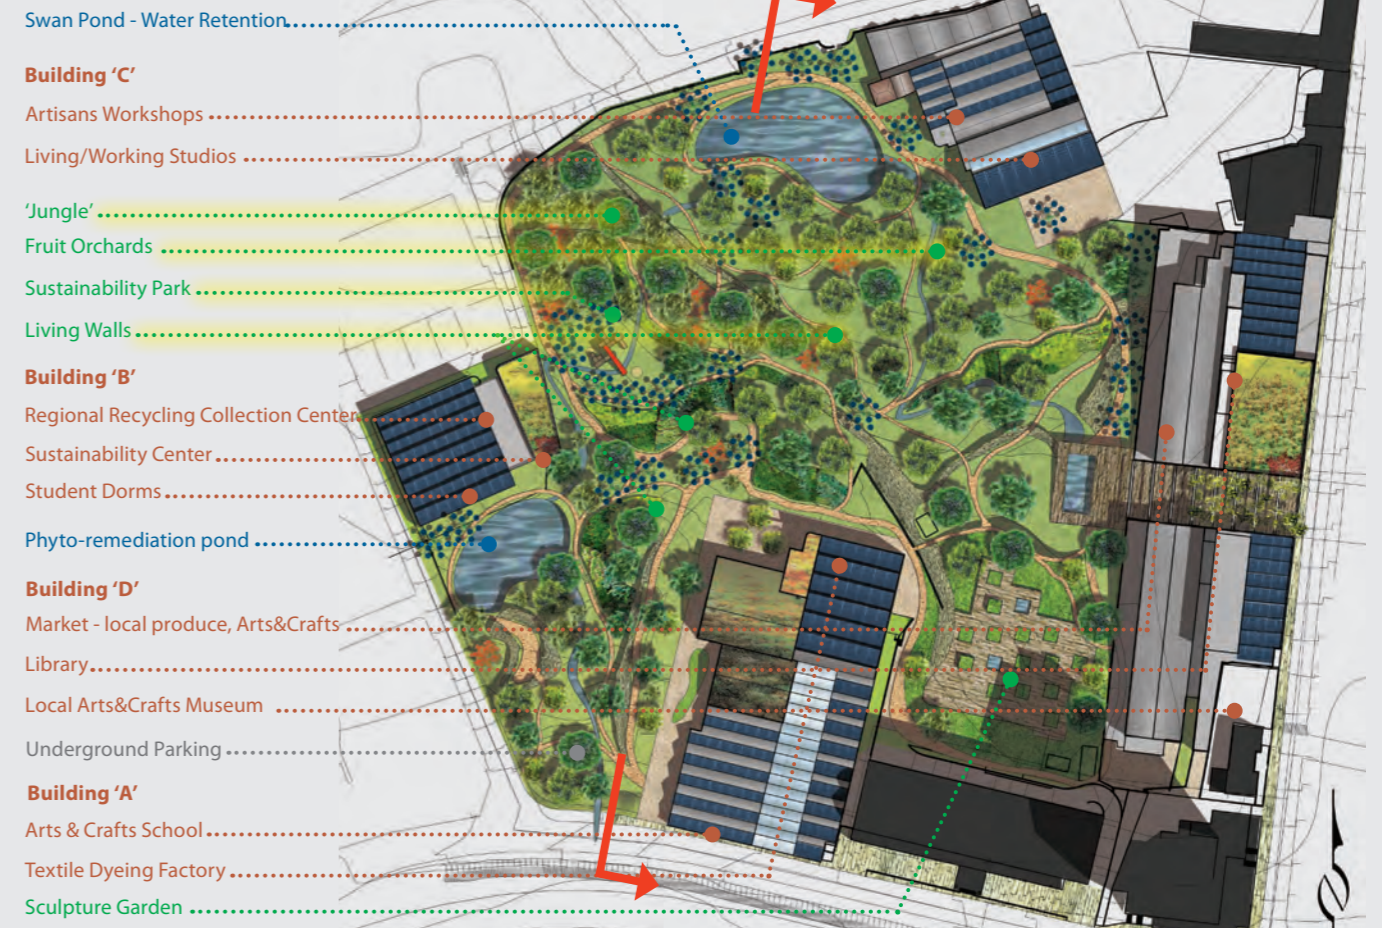 Swan Pond - Water Retention
Building ‘C’
Artisans Workshops
Living/Working Studios
‘Jungle’
Fruit Orchards
Sustainability Park
Living Walls
Building ‘B’
Regional Recycling Collection Center
Sustainability Center
Student Dorms
Phyto-remediation pond
Building ‘D’
Market - local produce, Arts&Crafts
Library
Local Arts&Crafts Museum
Underground Parking
Building ‘A’
Arts & Crafts School
Textile Dyeing Factory
Sculpture Garden